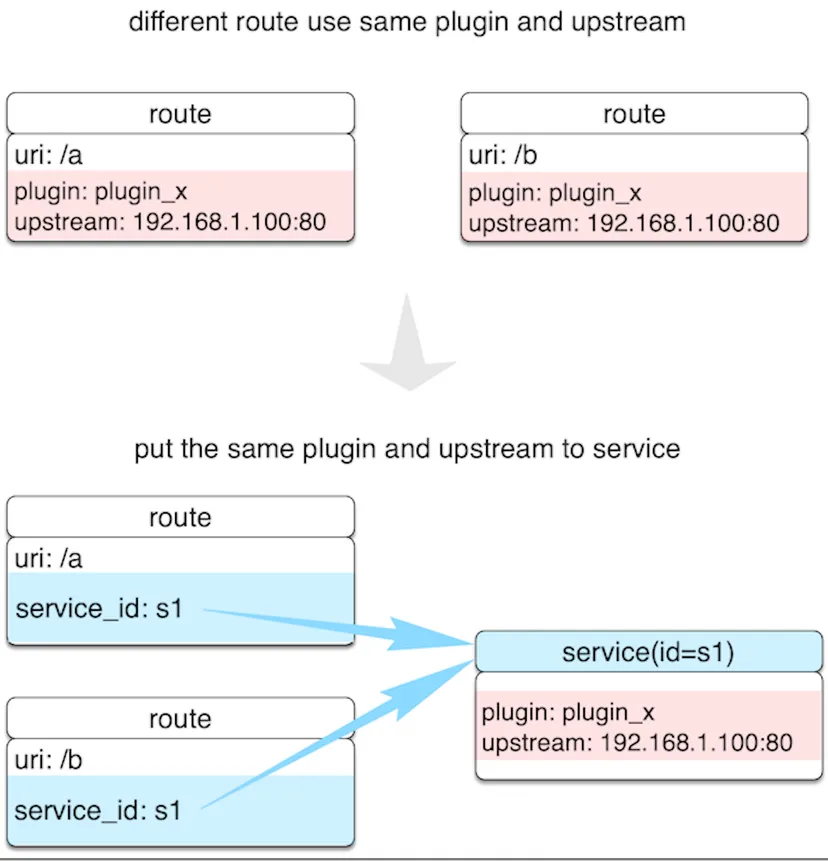 different route use same plugin and upstream
route
uri: /a
plugin: plugin_x
upstream: 192.168.1.100:80
route
uri: /b
plugin: plugin_x
upstream: 192.168.1.100:80
put the same plugin and upstream to service
route
uri: /a
service_id: s1
route
uri: /b
service_id: s1
service(id=s1)
plugin: plugin_x
upstream: 192.168.1.100:80